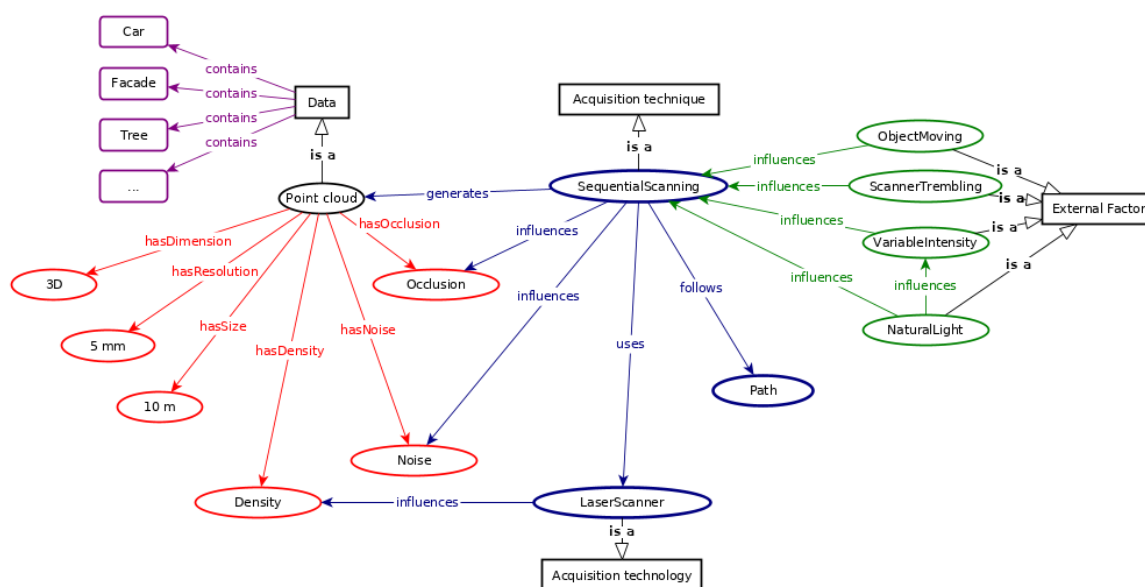 Car
contains
Facade
contains
Data
contains
Tree
contains
...
Acquisition technique
is a
is a
ObjectMoving
influences
influences
ScannerTrembling
is a
is a
External Factor
SequentialScanning
generates
Point cloud
hasOcclusion
influences
influences
VariableIntensity
is a
is a
hasDimension
hasResolution
3D
Occlusion
influences
follows
influences
influences
NaturalLight
hasSize
hasNoise
hasDensity
uses
5 mm
10 m
Path
Noise
Density
influences
LaserScanner
is a
Acquisition technology